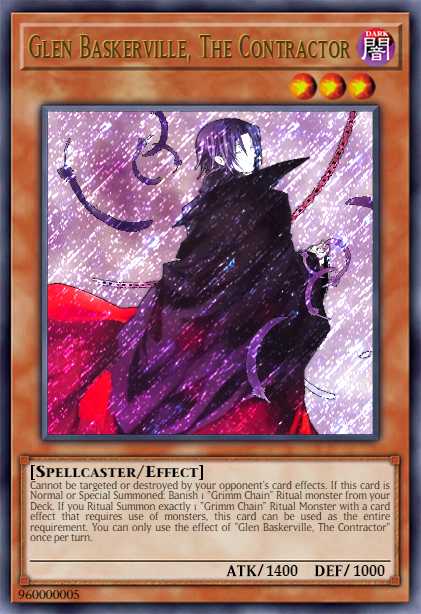 Glen Baskerville, The Contractor
DARK
闇
[Spellcaster/Effect]
Cannot be targeted or destroyed by your opponent's card effects. If this card is
Normal or Special Summoned: Banish 1 "Grimm Chain" Ritual monster from your
Deck. If you Ritual Summon exactly 1 "Grimm Chain" Ritual Monster with a card
effect that requires use of monsters, this card can be used as the entire
requirement. You can only use the effect of "Glen Baskerville, The Contractor"
once per turn.
ATK/1400 DEF/1000
960000005